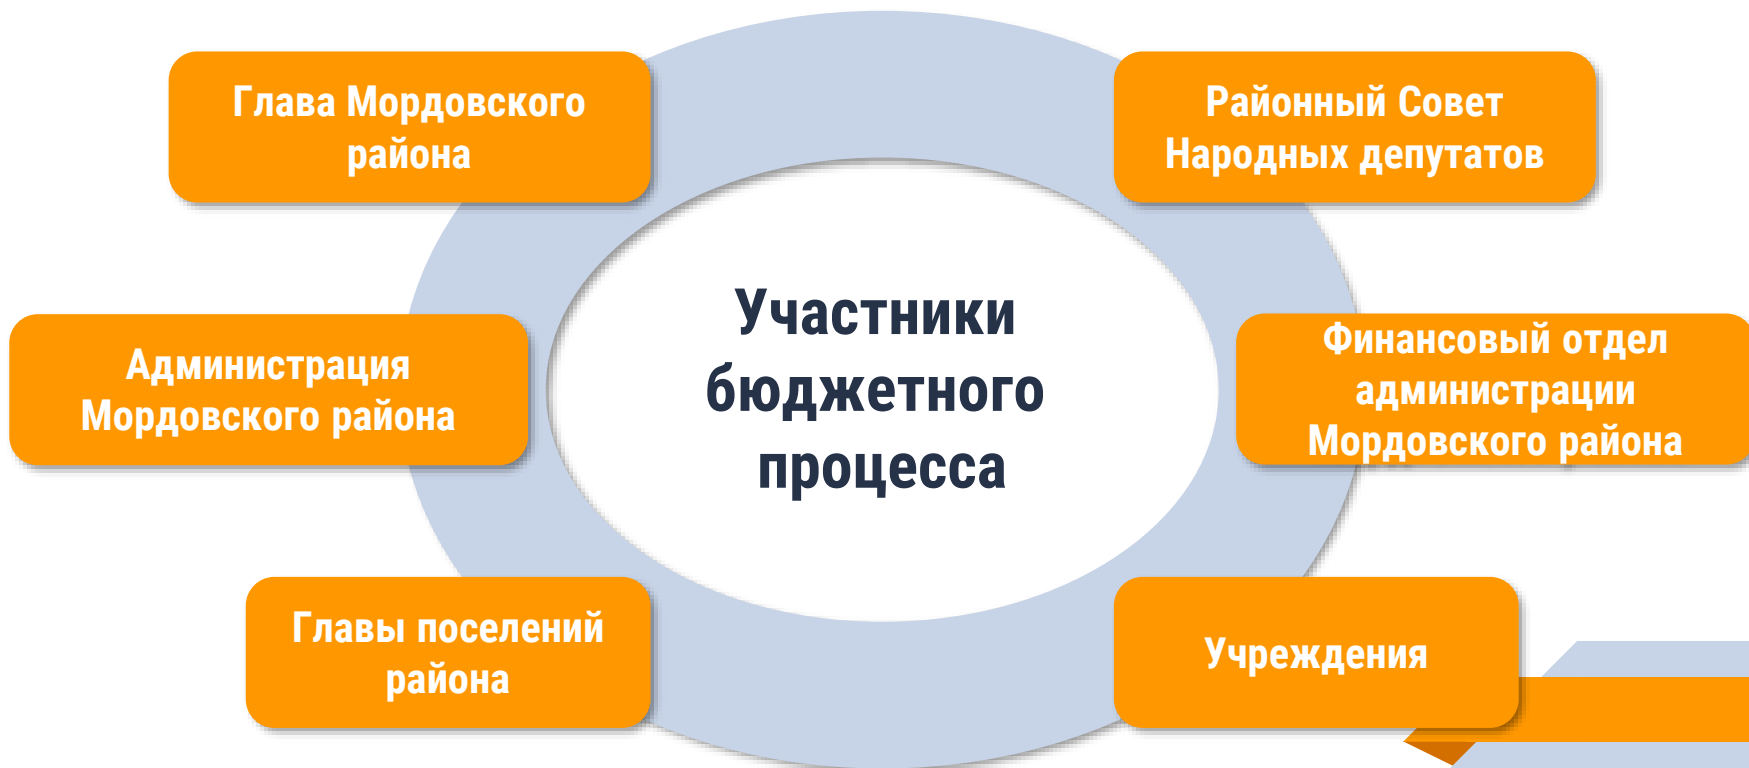 Глава Мордовского
района
Районный Совет
Народных депутатов
Участники
бюджетного
процесса
Администрация
Мордовского района
Финансовый отдел
администрации
Мордовского района
Главы поселений
района
Учреждения